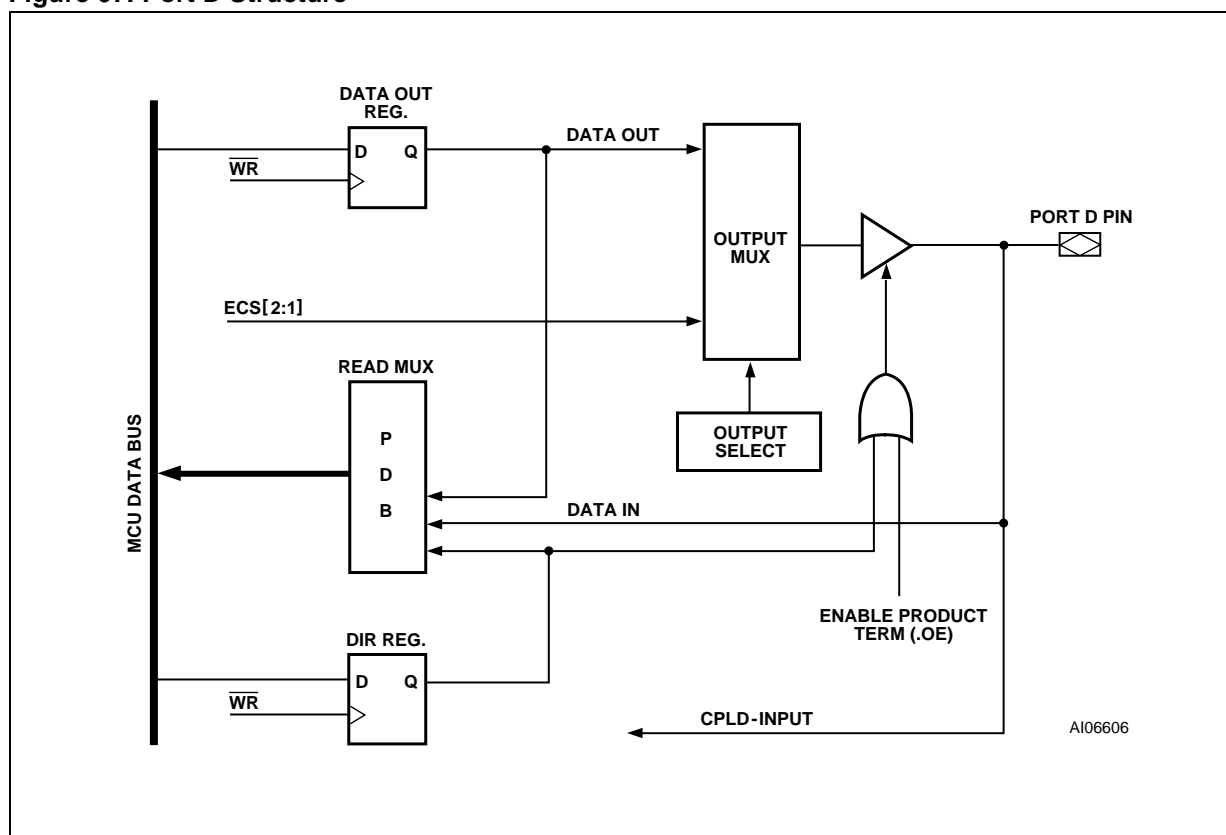 DATA OUT
REG.
D Q
WR
DATA OUT
OUTPUT
MUX
PORT D PIN
ECS[2:1]
READ MUX
P
D
B
OUTPUT
SELECT
MCU DATA BUS
DATA IN
ENABLE PRODUCT
TERM (.OE)
DIR REG.
D Q
WR
CPLD-INPUT
AI06606